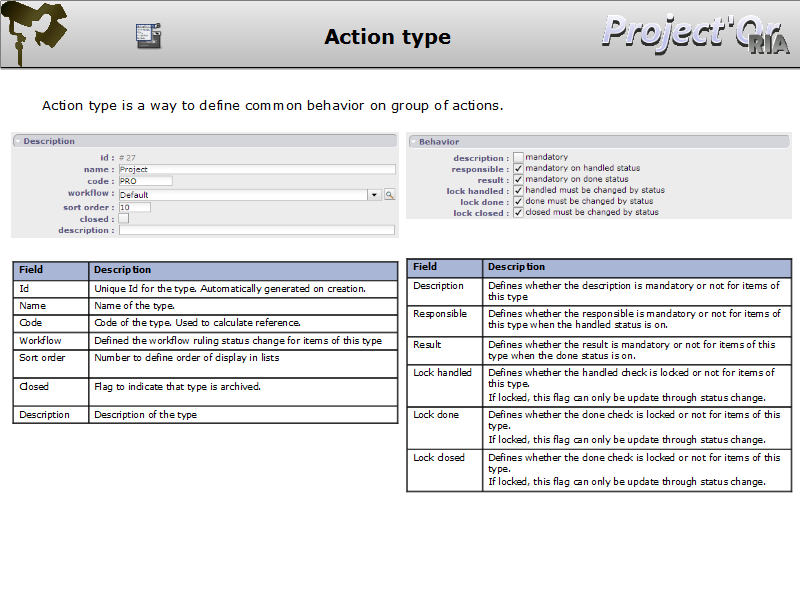 Action type
Project'Or
RIA
Action type is a way to define common behavior on group of actions.
Description
id : # 27
name : Project
code : PRO
workflow : Default
sort order : 10
closed :
description :
Behavior
description : mandatory
responsible : mandatory on handled status
result : mandatory on done status
lock handled : handled must be changed by status
lock done : done must be changed by status
lock closed : closed must be changed by status
Field Description
Id Unique Id for the type. Automatically generated on creation.
Name Name of the type.
Code Code of the type. Used to calculate reference.
Workflow Defined the workflow ruling status change for items of this type
Sort order Number to define order of display in lists
Closed Flag to indicate that type is archived.
Description Description of the type
Field Description
Description Defines whether the description is mandatory or not for items of
this type
Responsible Defines whether the responsible is mandatory or not for items of
this type when the handled status is on.
Result Defines whether the result is mandatory or not for items of this
type when the done status is on.
Lock handled Defines whether the handled check is locked or not for items of
this type.
If locked, this flag can only be update through status change.
Lock done Defines whether the done check is locked or not for items of this
type.
If locked, this flag can only be update through status change.
Lock closed Defines whether the done check is locked or not for items of this
type.
If locked, this flag can only be update through status change.